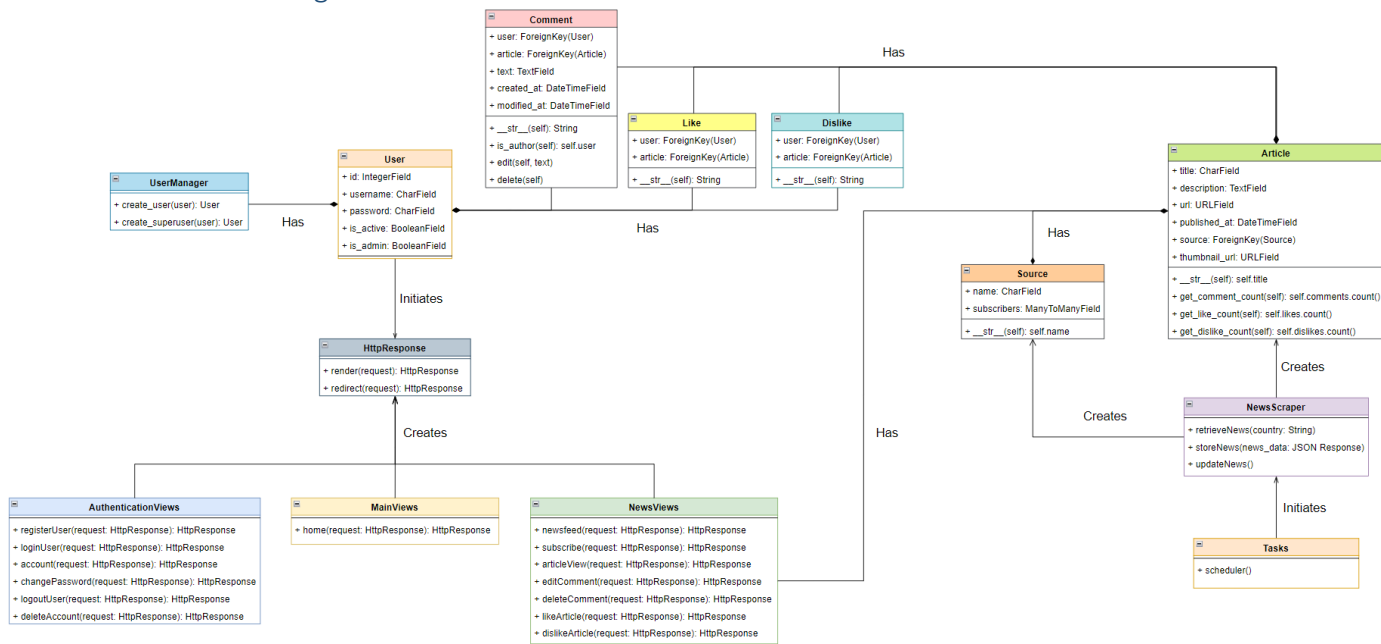 Comment
+ user: ForeignKey(User)
+ article: ForeignKey(Article)
+ text: TextField
+ created_at: DateTimeField
+ modified_at: DateTimeField
+ __str__(self): String
+ is_author(self): self.user
+ edit(self, text)
+ delete(self)
Has
Like
+ user: ForeignKey(User)
+ article: ForeignKey(Article)
+ __str__(self): String
Dislike
+ user: ForeignKey(User)
+ article: ForeignKey(Article)
+ __str__(self): String
Article
+ title: CharField
+ description: TextField
+ url: URLField
+ published_at: DateTimeField
+ source: ForeignKey(Source)
+ thumbnail_url: URLField
+ __str__(self): self.title
+ get_comment_count(self): self.comments.count()
+ get_like_count(self): self.likes.count()
+ get_dislike_count(self): self.dislikes.count()
User
+ id: IntegerField
+ username: CharField
+ password: CharField
+ is_active: BooleanField
+ is_admin: BooleanField
UserManager
+ create_user(user): User
+ create_superuser(user): User
Has
Has
Has
Source
+ name: CharField
+ subscribers: ManyToManyField
+ __str__(self): self.name
Initiates
HttpResponse
+ render(request): HttpResponse
+ redirect(request): HttpResponse
Creates
Creates
NewsScraper
+ retrieveNews(country: String)
+ storeNews(news_data: JSON Response)
+ updateNews()
Creates
Has
Initiates
AuthenticationViews
+ registerUser(request: HttpResponse): HttpResponse
+ loginUser(request: HttpResponse): HttpResponse
+ account(request: HttpResponse): HttpResponse
+ changePassword(request: HttpResponse): HttpResponse
+ logoutUser(request: HttpResponse): HttpResponse
+ deleteAccount(request: HttpResponse): HttpResponse
MainViews
+ home(request: HttpResponse): HttpResponse
NewsViews
+ newsfeed(request: HttpResponse): HttpResponse
+ subscribe(request: HttpResponse): HttpResponse
+ articleView(request: HttpResponse): HttpResponse
+ editComment(request: HttpResponse): HttpResponse
+ deleteComment(request: HttpResponse): HttpResponse
+ likeArticle(request: HttpResponse): HttpResponse
+ dislikeArticle(request: HttpResponse): HttpResponse
Tasks
+ scheduler()